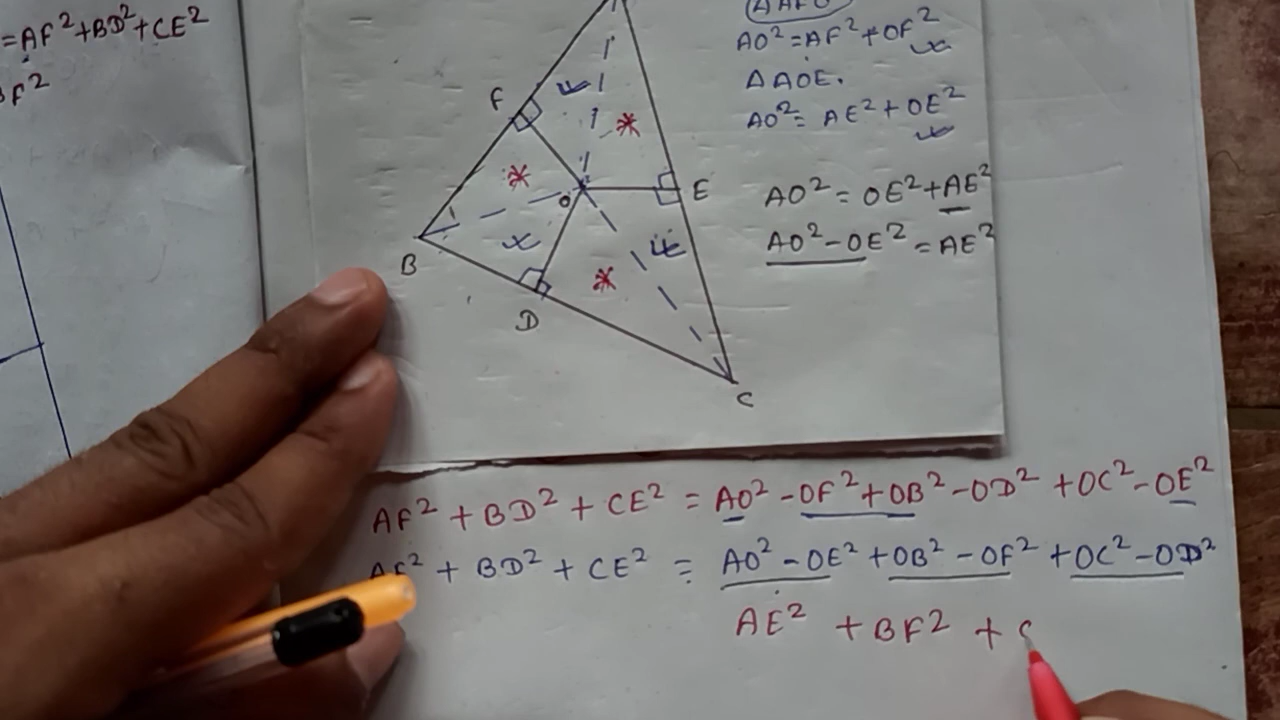 =AF²+BD²+CE²
F²
AO²=AF²+OF²
ΔAOE.
AO²= AE²+OE²
AO²= OE²+AE²
AO²-OE²=AE²
F
E
O
B
D
C
AF²+BD²+CE² = AO²-OF²+OB²-OD²+OC²-OE²
AF²+BD²+CE² = AO²-OE²+OB²-OF²+OC²-OD²
AE² +BF² +